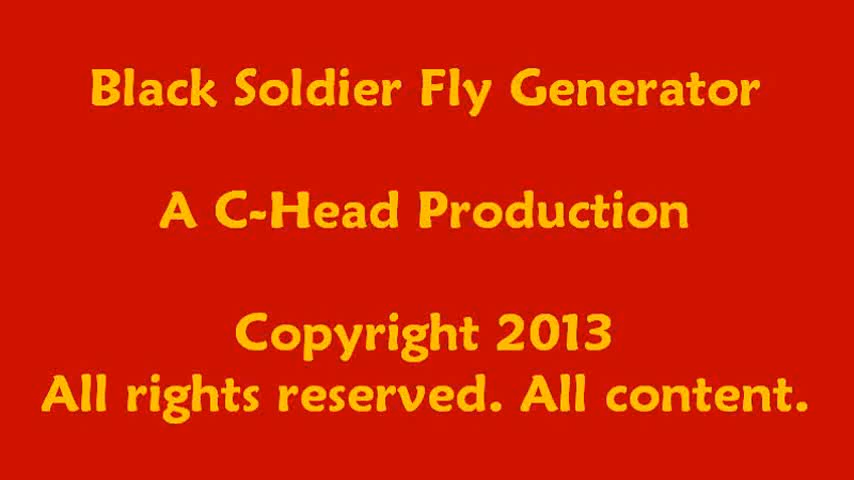 Black Soldier Fly Generator
A C-Head Production
Copyright 2013
All rights reserved. All content.